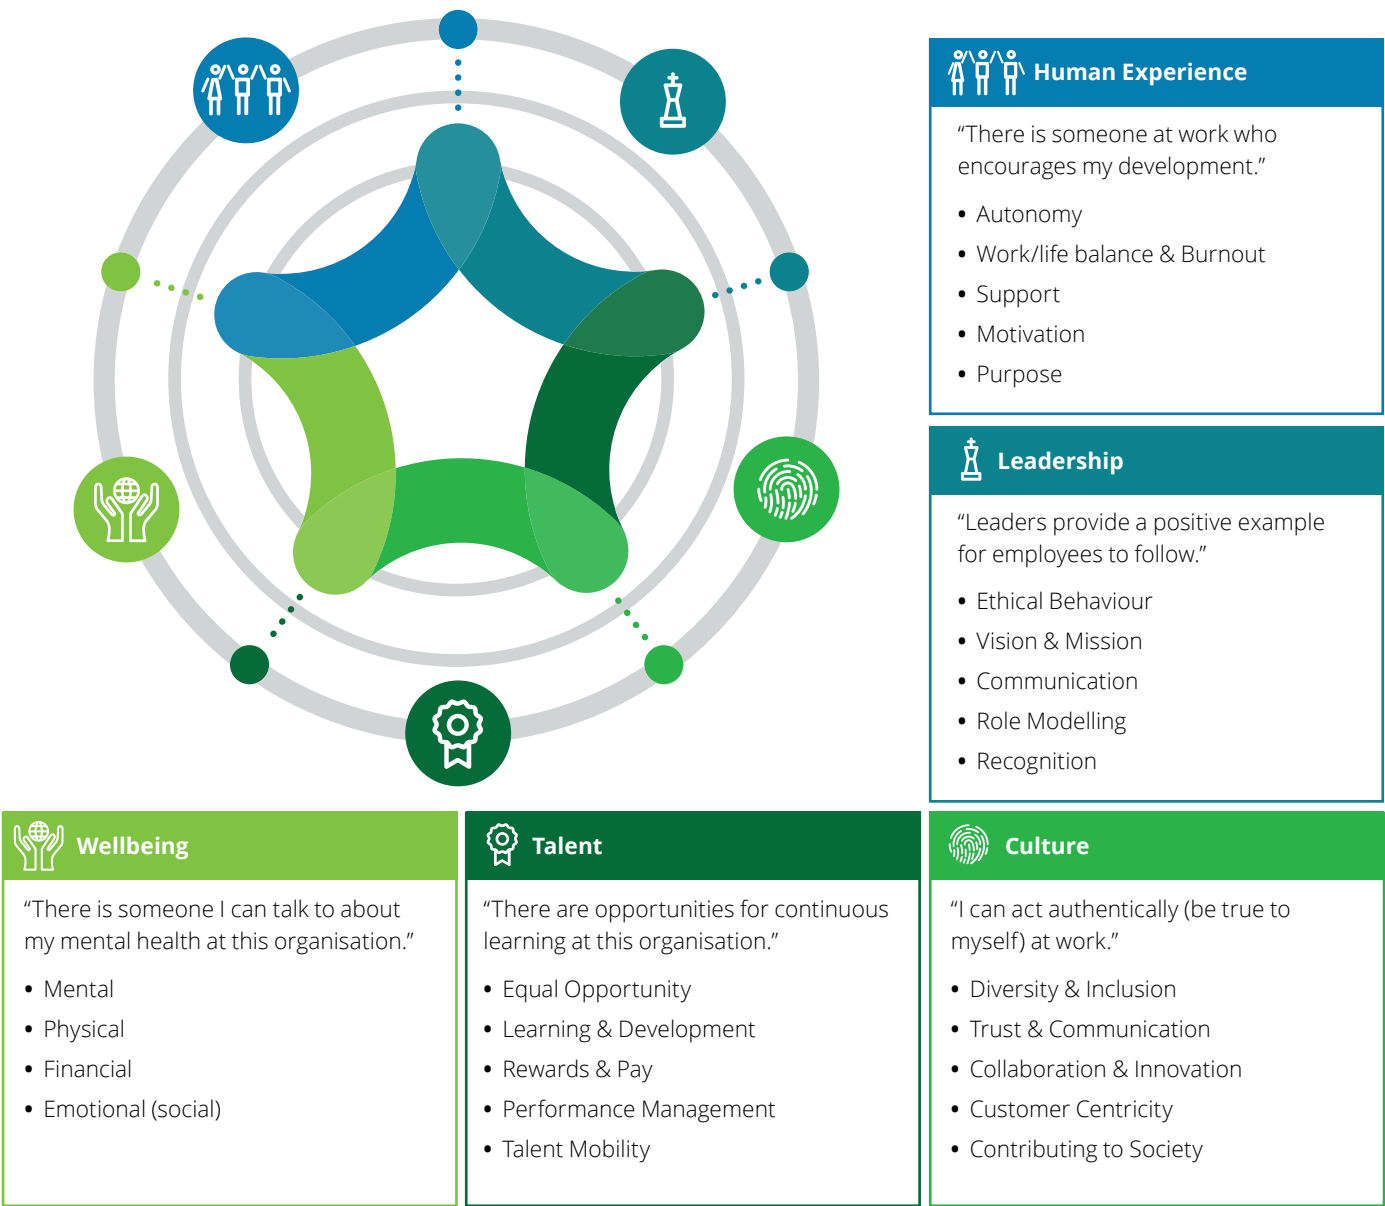 Human Experience
“There is someone at work who
encourages my development.”
• Autonomy
• Work/life balance & Burnout
• Support
• Motivation
• Purpose
Leadership
“Leaders provide a positive example
for employees to follow.”
• Ethical Behaviour
• Vision & Mission
• Communication
• Role Modelling
• Recognition
Wellbeing
“There is someone I can talk to about
my mental health at this organisation.”
• Mental
• Physical
• Financial
• Emotional (social)
Talent
“There are opportunities for continuous
learning at this organisation.”
• Equal Opportunity
• Learning & Development
• Rewards & Pay
• Performance Management
• Talent Mobility
Culture
“I can act authentically (be true to
myself) at work.”
• Diversity & Inclusion
• Trust & Communication
• Collaboration & Innovation
• Customer Centricity
• Contributing to Society